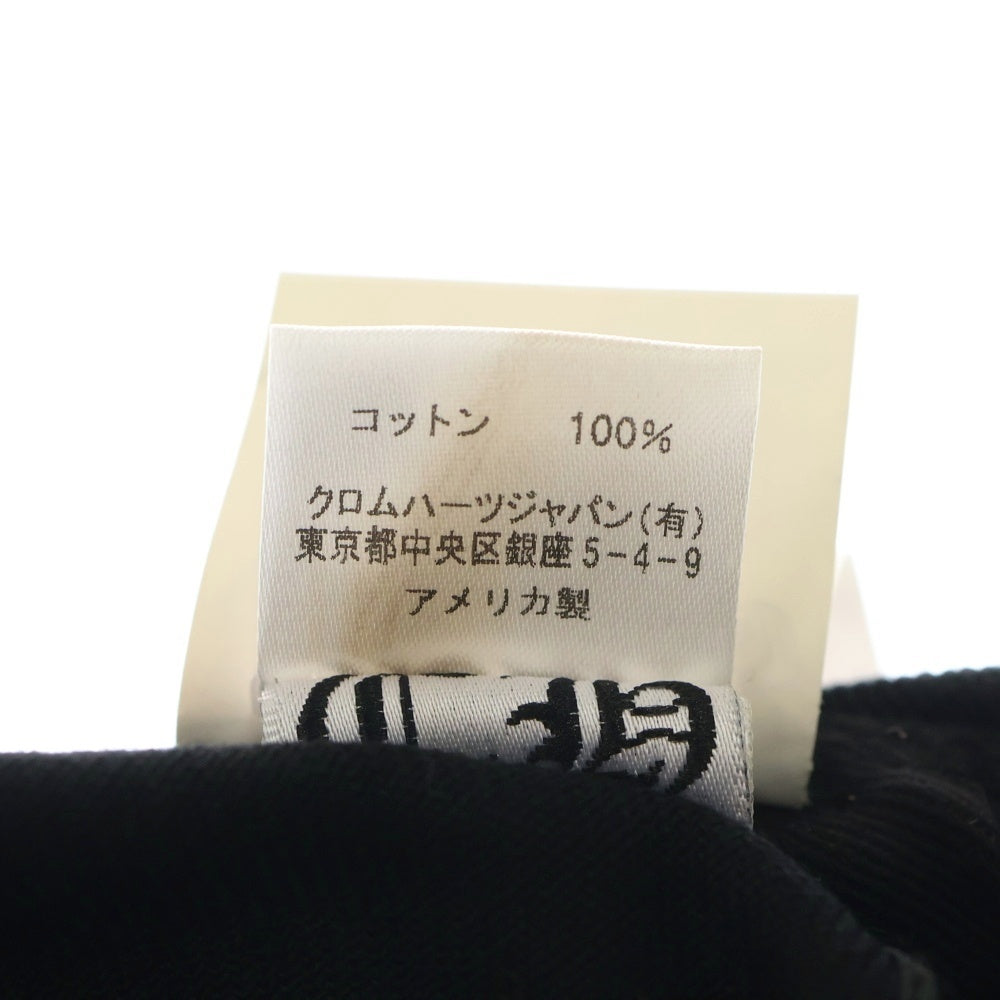 コットン 100%
クロムハーツジャパン(有)
東京都中央区銀座5-4-9
アメリカ製